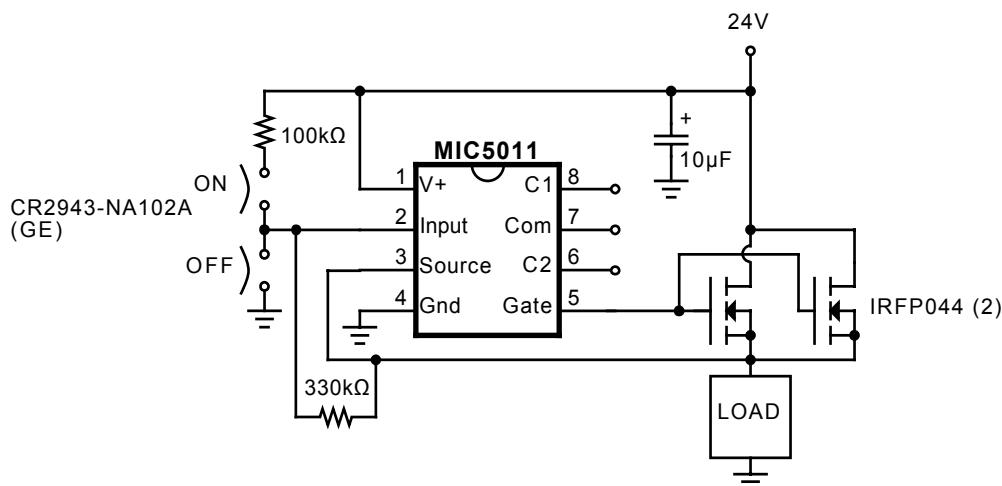 24V
100kΩ
+
10µF
MIC5011
ON
CR2943-NA102A
(GE)
OFF
1 V+ C1 8
2 Input Com 7
3 Source C2 6
4 Gnd Gate 5
IRFP044 (2)
330kΩ
LOAD